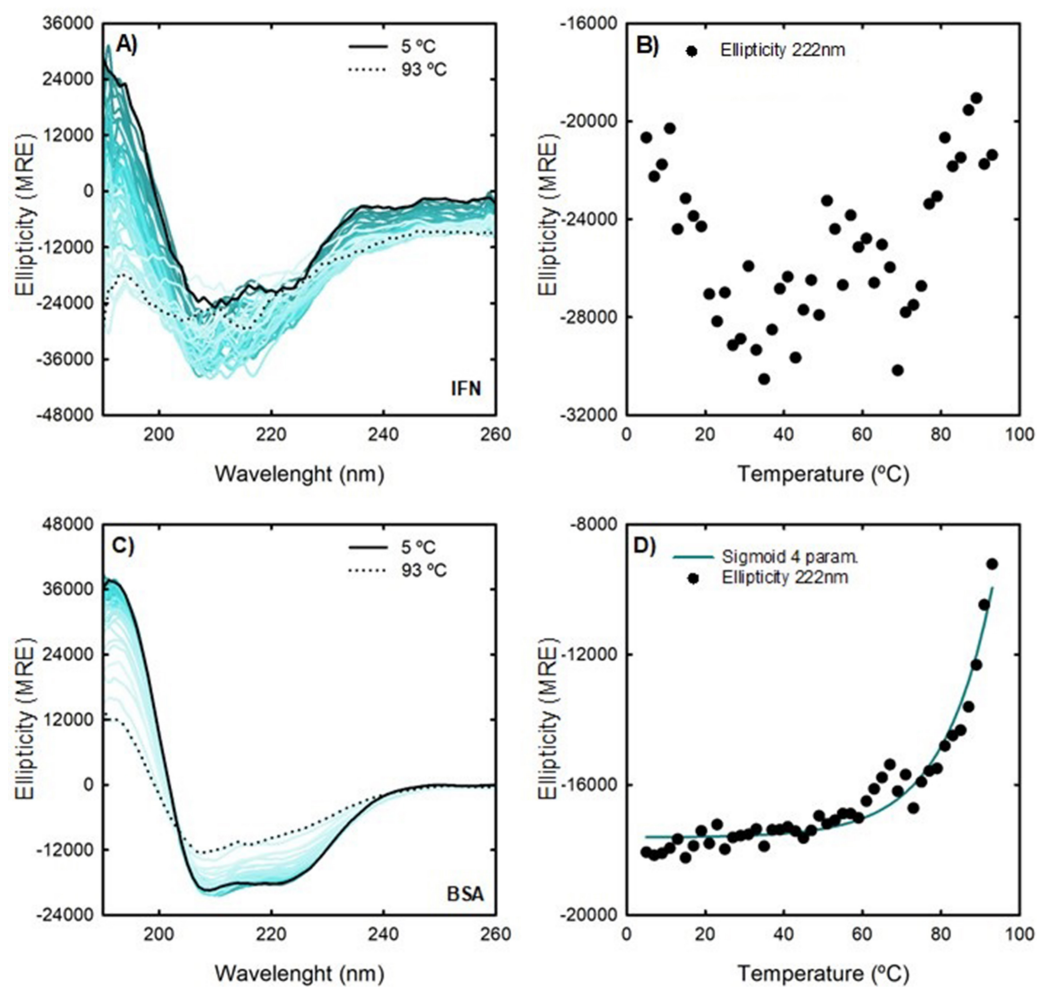 A)
5 ºC
93 ºC
36000
24000
12000
0
-12000
-24000
-36000
-48000
Ellipticity (MRE)
IFN
200
220
240
260
Wavelenght (nm)
B)
Ellipticity 222nm
-16000
-20000
-24000
-28000
-32000
Ellipticity (MRE)
0
20
40
60
80
100
Temperature (ºC)
C)
5 ºC
93 ºC
48000
36000
24000
12000
0
-12000
-24000
Ellipticity (MRE)
BSA
200
220
240
260
Wavelenght (nm)
D)
Sigmoid 4 param.
Ellipticity 222nm
-8000
-12000
-16000
-20000
Ellipticity (MRE)
0
20
40
60
80
100
Temperature (ºC)